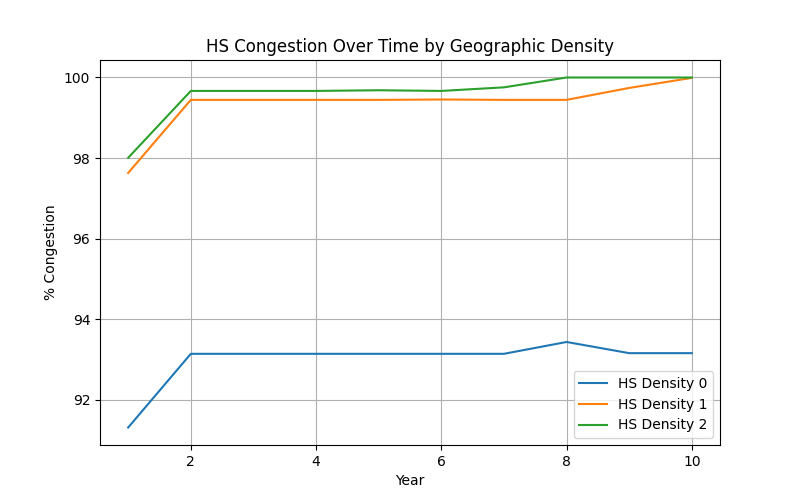 HS Congestion Over Time by Geographic Density
100
98
96
94
92
% Congestion
2
4
6
8
10
Year
HS Density 0
HS Density 1
HS Density 2